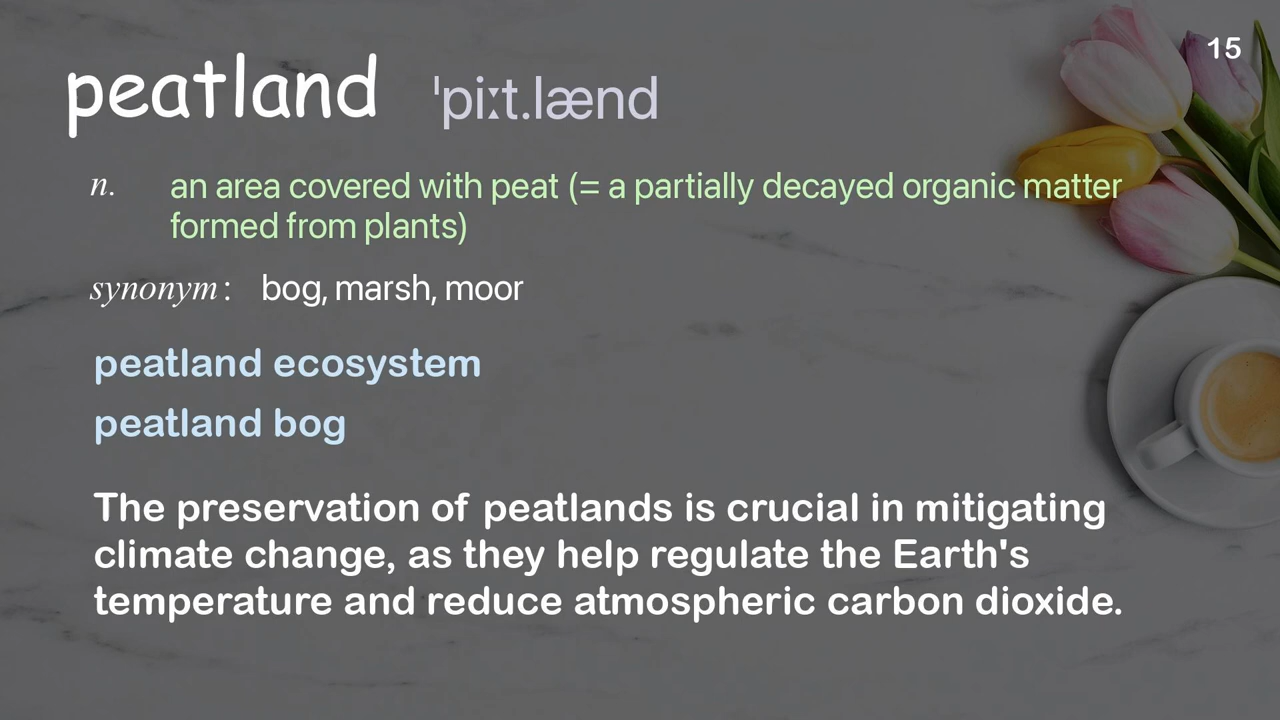 15
peatland ˈpiːt.lænd
n. an area covered with peat (= a partially decayed organic matter
formed from plants)
synonym: bog, marsh, moor
peatland ecosystem
peatland bog
The preservation of peatlands is crucial in mitigating
climate change, as they help regulate the Earth's
temperature and reduce atmospheric carbon dioxide.